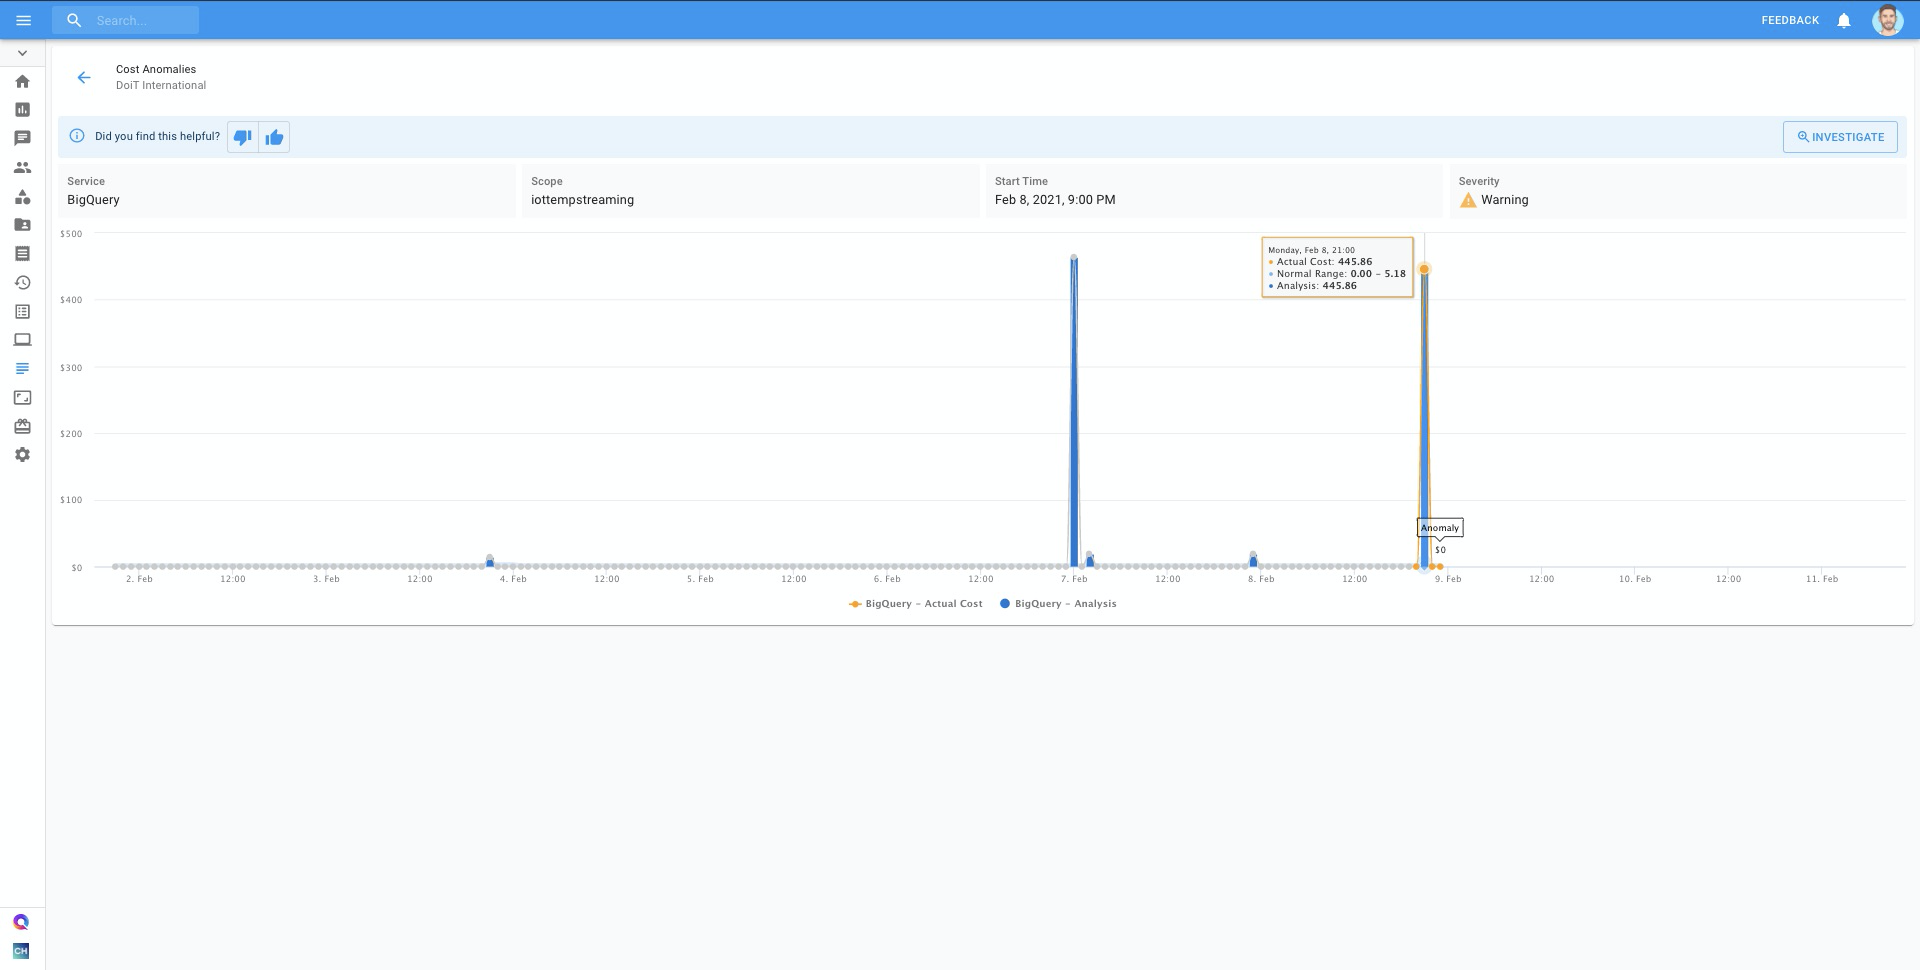 Search...
FEEDBACK
Cost Anomalies
DoiT International
Did you find this helpful?
INVESTIGATE
Service
BigQuery
Scope
iottempstreaming
Start Time
Feb 8, 2021, 9:00 PM
Severity
Warning
$500
$400
$300
$200
$100
$0
Monday, Feb 8, 21:00
Actual Cost: 445.86
Normal Range: 0.00 – 5.18
Analysis: 445.86
Anomaly
$0
2. Feb
12:00
3. Feb
12:00
4. Feb
12:00
5. Feb
12:00
6. Feb
12:00
7. Feb
12:00
8. Feb
12:00
9. Feb
12:00
10. Feb
12:00
11. Feb
BigQuery – Actual Cost
BigQuery – Analysis
CH